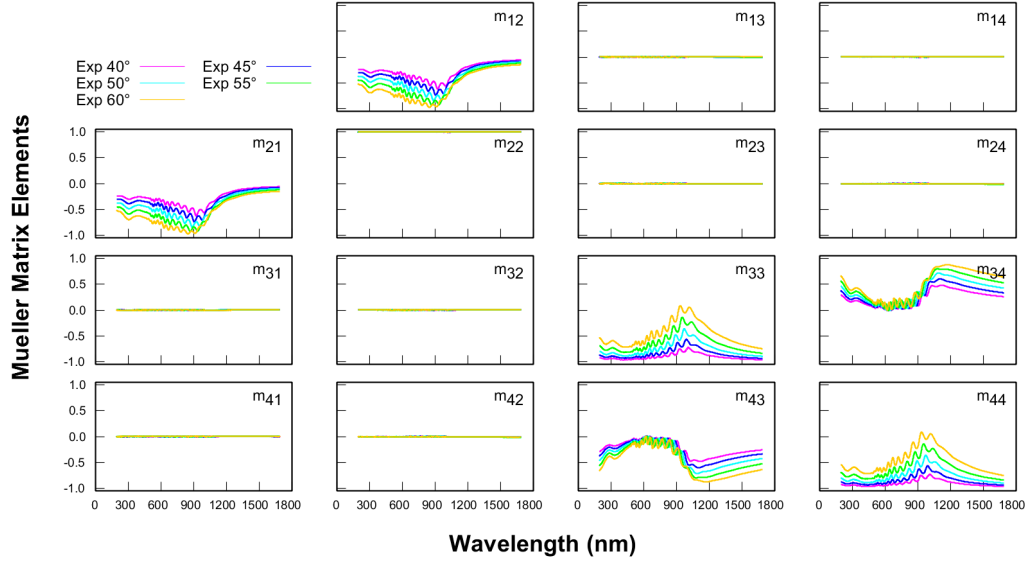 m12
m13
m14
Exp 40° Exp 45°
Exp 50° Exp 55°
Exp 60°
Mueller Matrix Elements
1.0
0.5
0.0
-0.5
-1.0
m21
m22
m23
m24
1.0
0.5
0.0
-0.5
-1.0
m31
m32
m33
m34
1.0
0.5
0.0
-0.5
-1.0
m41
m42
m43
m44
0 300 600 900 1200 1500 1800
0 300 600 900 1200 1500 1800
0 300 600 900 1200 1500 1800
0 300 600 900 1200 1500 1800
Wavelength (nm)